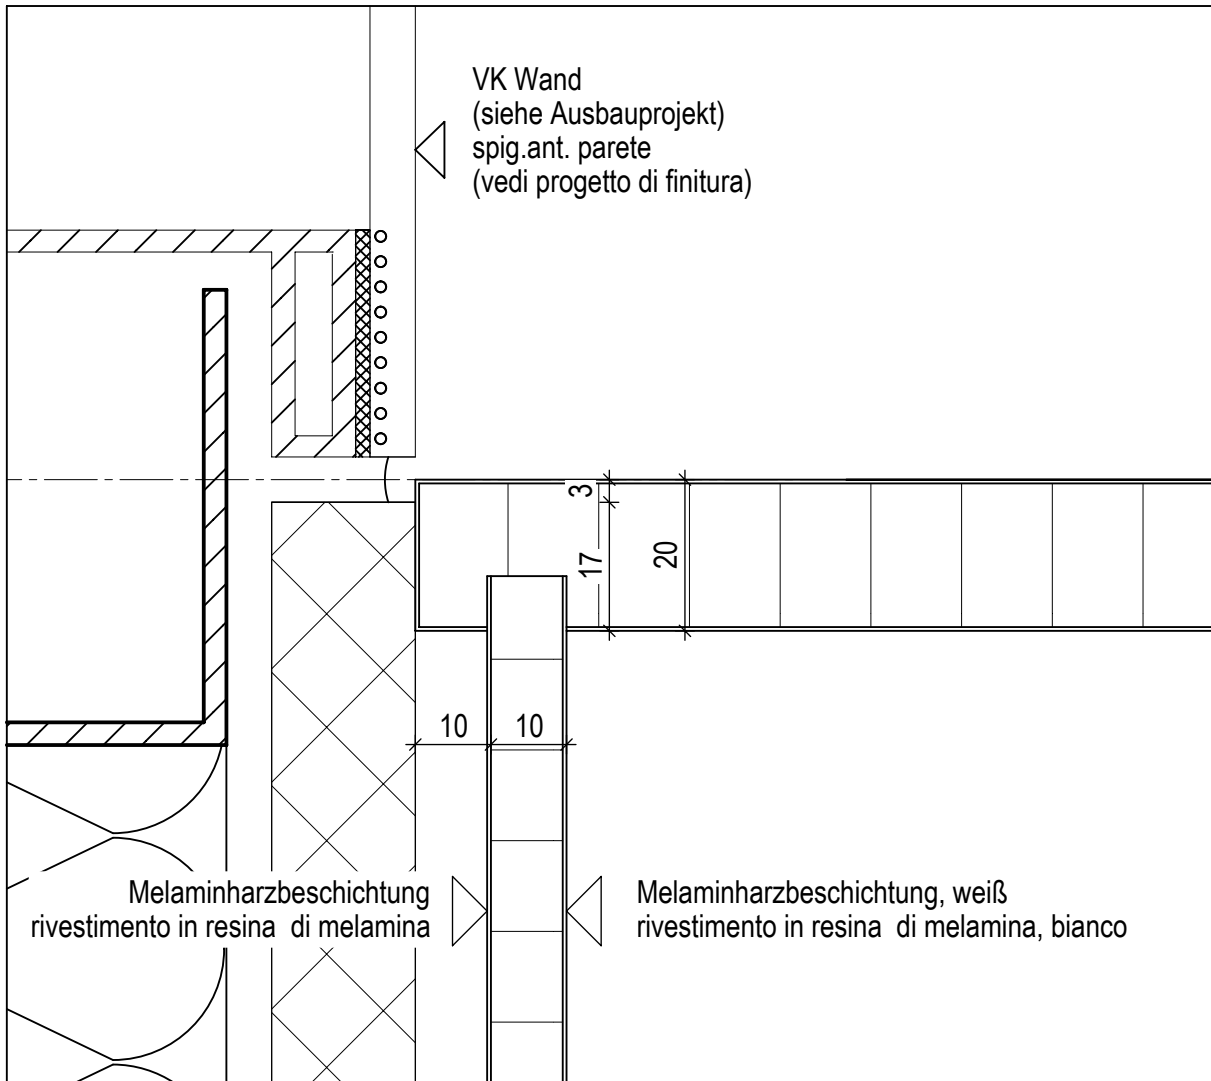 VK Wand
(siehe Ausbauprojekt)
spig.ant. parete
(vedi progetto di finitura)
3
17
20
10
10
Melaminharzbeschichtung
rivestimento in resina di melamina
Melaminharzbeschichtung, weiß
rivestimento in resina di melamina, bianco